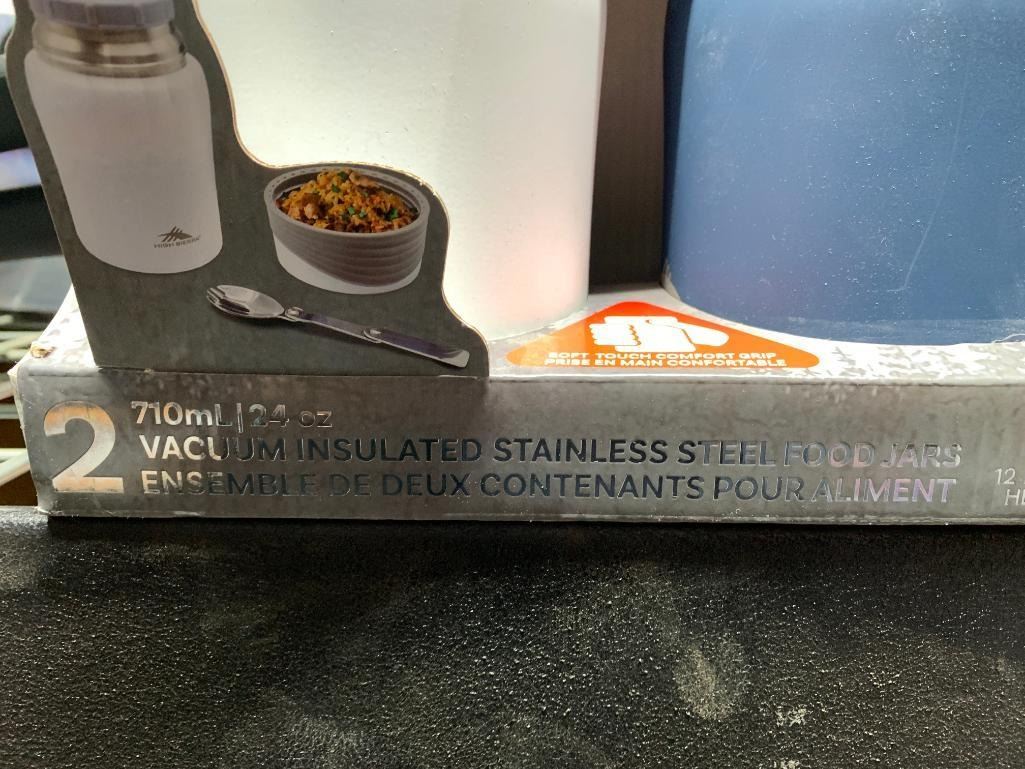 HIGH SIERRA
SOFT TOUCH COMFORT GRIP
PRISE EN MAIN CONFORTABLE
2
710mL|24 oz
VACUUM INSULATED STAINLESS STEEL FOOD JARS
ENSEMBLE DE DEUX CONTENANTS POUR ALIMENT
12